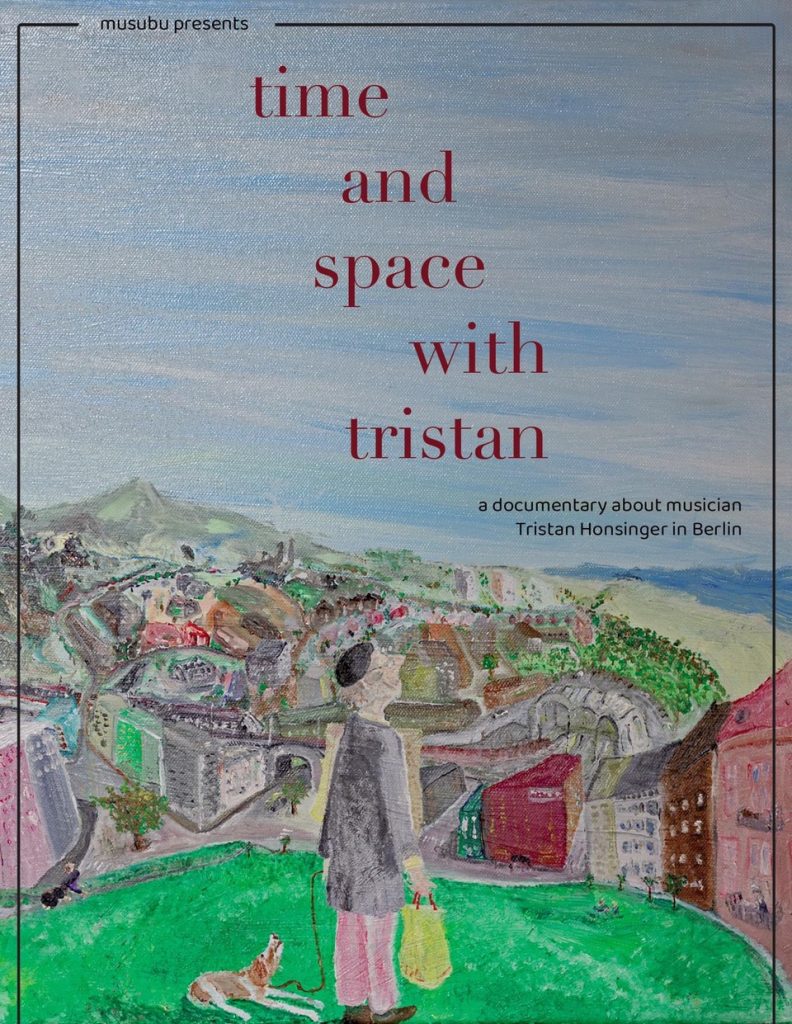 musubu presents
time
and
space
with
tristan
a documentary about musician
Tristan Honsinger in Berlin